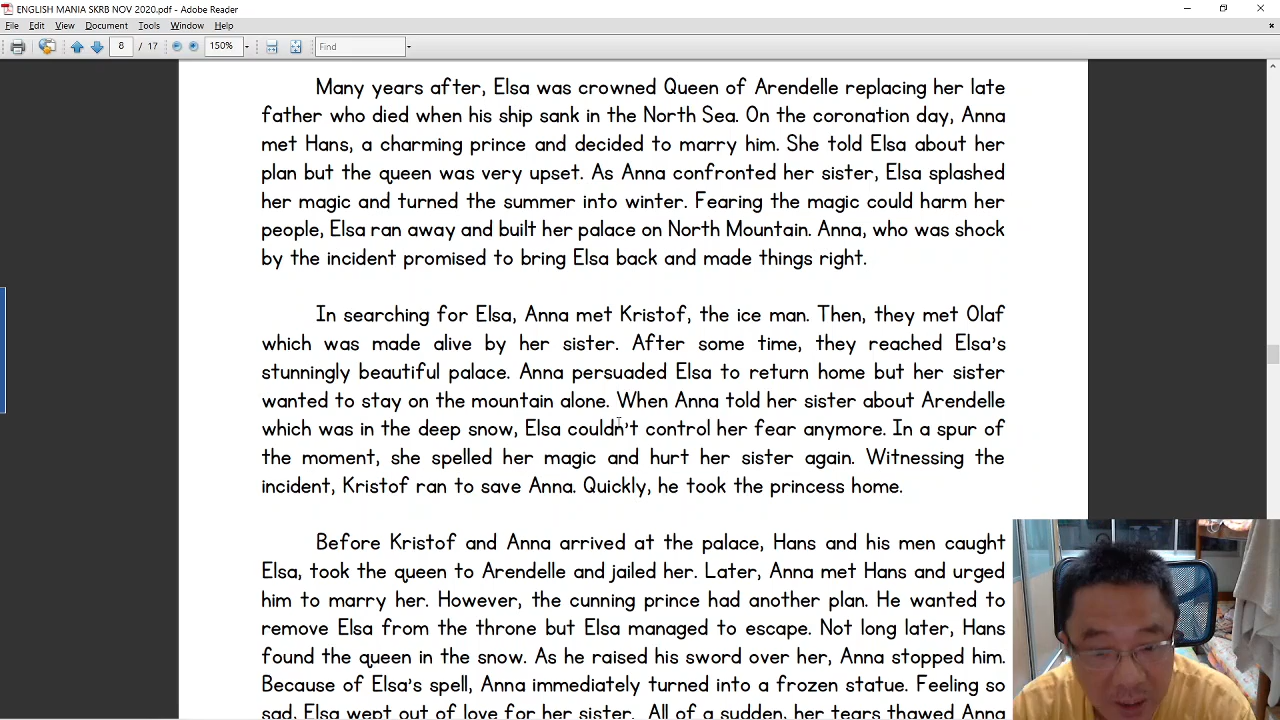 ENGLISH MANIA SKRB NOV 2020.pdf - Adobe Reader
File Edit View Document Tools Window Help
8 / 17 150% Find
Many years after, Elsa was crowned Queen of Arendelle replacing her late
father who died when his ship sank in the North Sea. On the coronation day, Anna
met Hans, a charming prince and decided to marry him. She told Elsa about her
plan but the queen was very upset. As Anna confronted her sister, Elsa splashed
her magic and turned the summer into winter. Fearing the magic could harm her
people, Elsa ran away and built her palace on North Mountain. Anna, who was shock
by the incident promised to bring Elsa back and made things right.
In searching for Elsa, Anna met Kristof, the ice man. Then, they met Olaf
which was made alive by her sister. After some time, they reached Elsa's
stunningly beautiful palace. Anna persuaded Elsa to return home but her sister
wanted to stay on the mountain alone. When Anna told her sister about Arendelle
which was in the deep snow, Elsa couldn't control her fear anymore. In a spur of
the moment, she spelled her magic and hurt her sister again. Witnessing the
incident, Kristof ran to save Anna. Quickly, he took the princess home.
Before Kristof and Anna arrived at the palace, Hans and his men caught
Elsa, took the queen to Arendelle and jailed her. Later, Anna met Hans and urged
him to marry her. However, the cunning prince had another plan. He wanted to
remove Elsa from the throne but Elsa managed to escape. Not long later, Hans
found the queen in the snow. As he raised his sword over her, Anna stopped him.
Because of Elsa's spell, Anna immediately turned into a frozen statue. Feeling so
sad, Elsa wept out of love for her sister. All of a sudden, her tears thawed Anna